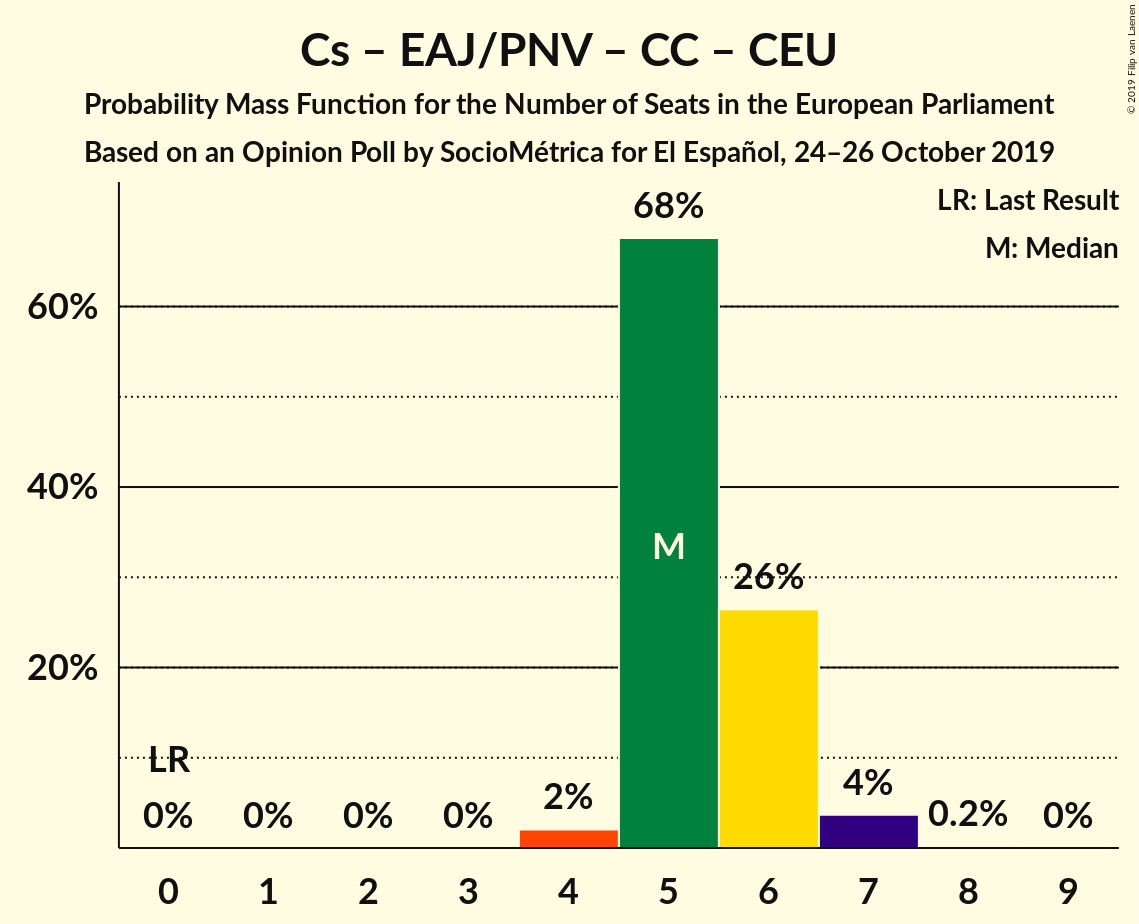 Cs – EAJ/PNV – CC – CEU
Probability Mass Function for the Number of Seats in the European Parliament
Based on an Opinion Poll by SocioMétrica for El Español, 24–26 October 2019
© 2019 Filip van Laenen
LR: Last Result
M: Median
68%
60%
40%
M
26%
20%
LR
0%
0%
0%
0%
2%
4%
0.2%
0%
0 1 2 3 4 5 6 7 8 9